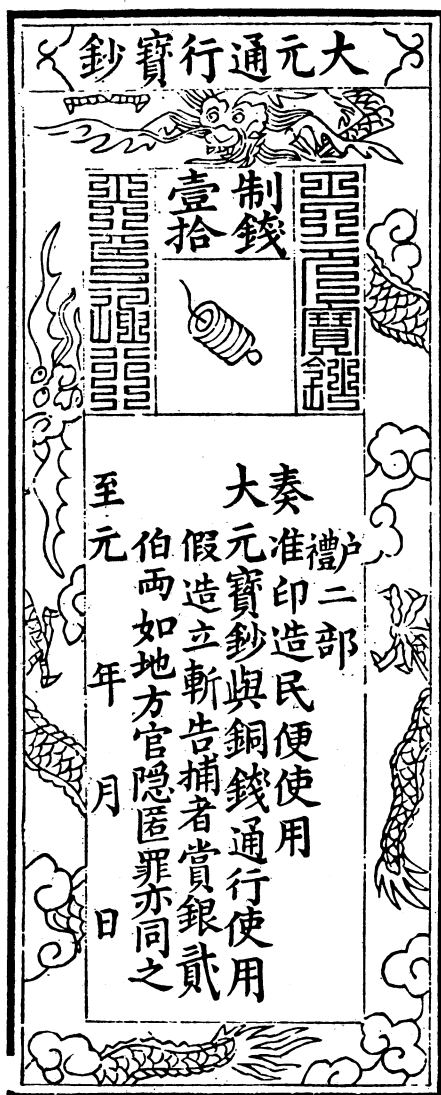 大元通行寶鈔
制錢
壹拾
户禮二部
奏准印造民便使用
大元寶鈔與銅錢通行使用
假造立斬告捕者賞銀貳
伯両如地方官隠匿罪亦同之
至元 年 月 日